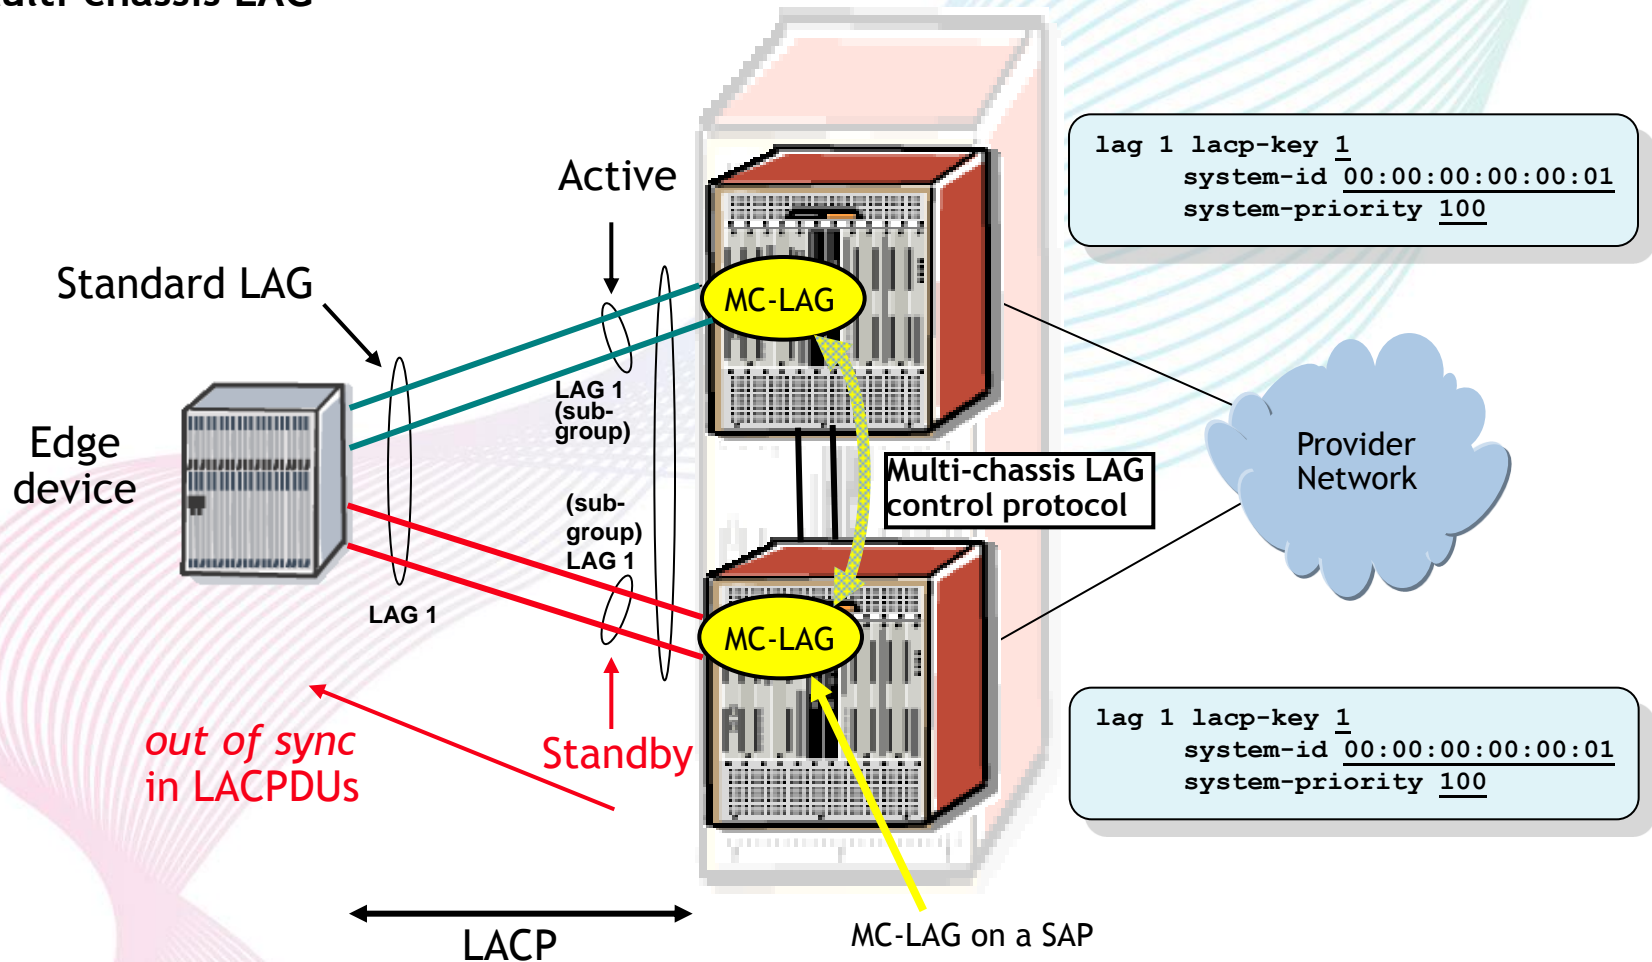 lag 1 lacp-key 1
system-id 00:00:00:00:00:01
system-priority 100
Active
Standard LAG
MC-LAG
LAG 1
(sub-
group)
Edge
device
Multi-chassis LAG
control protocol
Provider
Network
(sub-
group)
LAG 1
LAG 1
MC-LAG
out of sync
in LACPDUs
Standby
lag 1 lacp-key 1
system-id 00:00:00:00:00:01
system-priority 100
LACP
MC-LAG on a SAP